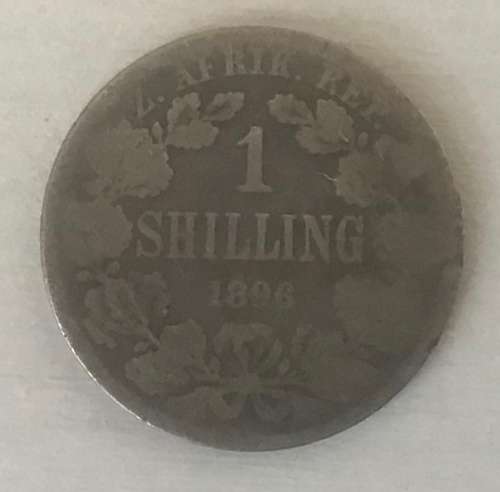 Z. AFRIK. REP.
1
SHILLING
1896